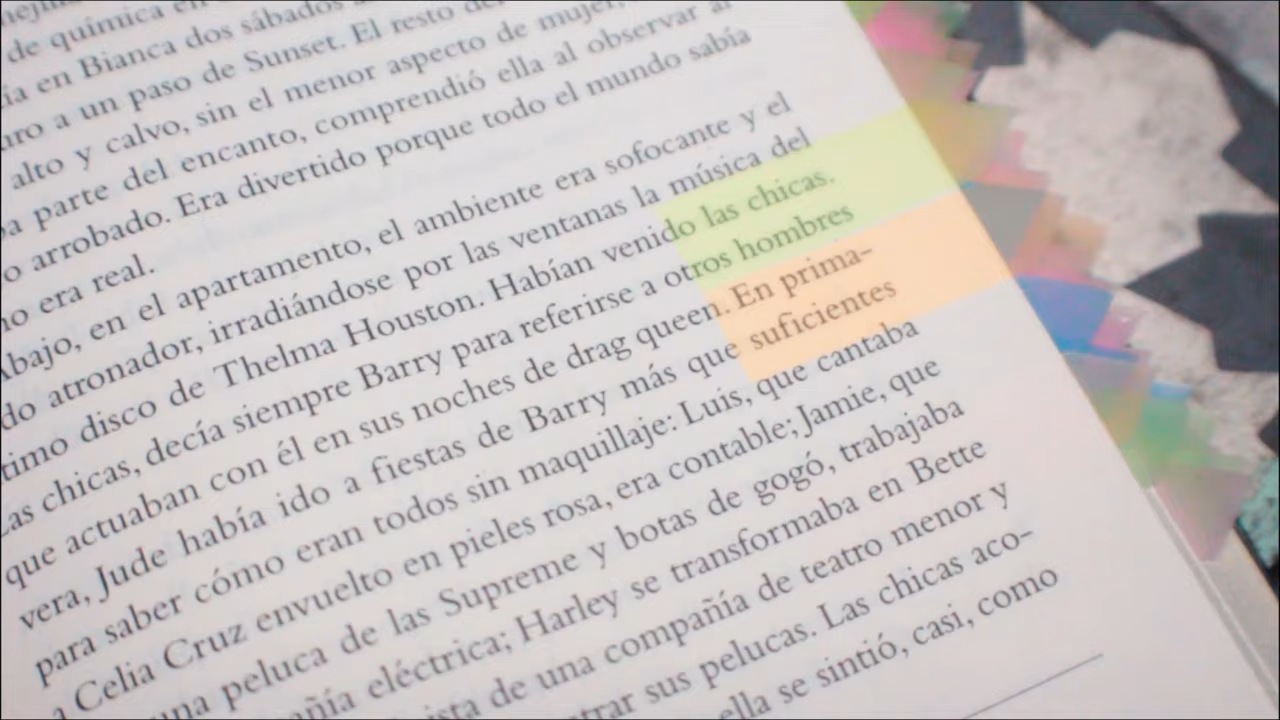 de química en
ía en Bianca dos sábados
uro a un paso de Sunset. El resto de
alto y calvo, sin el menor aspecto de mujer,
a parte del encanto, comprendió ella al observar al
o arrobado. Era divertido porque todo el mundo sabía
no era real.
Abajo, en el apartamento, el ambiente era sofocante y el
do atronador, irradiándose por las ventanas la música del
timo disco de Thelma Houston. Habían venido las chicas.
Las chicas, decía siempre Barry para referirse a otros hombres
que actuaban con él en sus noches de drag queen. En prima-
vera, Jude había ido a fiestas de Barry más que suficientes
para saber cómo eran todos sin maquillaje: Luis, que cantaba
a Celia Cruz envuelto en pieles rosa, era contable; Jamie, que
una peluca de las Supreme y botas de gogó, trabajaba
añía eléctrica; Harley se transformaba en Bette
ista de una compañía de teatro menor y
trar sus pelucas. Las chicas aco-
ella se sintió, casi, como